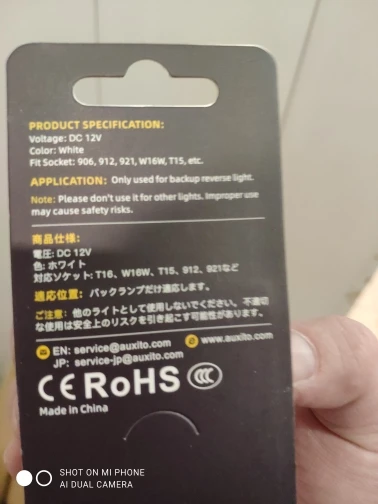 PRODUCT SPECIFICATION:
Voltage: DC 12V
Color: White
Fit Socket: 906, 912, 921, W16W, T15, etc.
APPLICATION: Only used for backup reverse light.
Note: Please don't use it for other lights. Improper use
may cause safety risks.
商品仕様:
電圧: DC 12V
色: ホワイト
対応ソケット: T16、W16W、T15、912、921など
適応位置: バックランプだけ適応します。
ご注意: 他のライトとして使用しないでください。不適切
な使用は安全上のリスクを引き起こす可能性があります。
EN: service@auxito.com www.auxito.com
JP: service-jp@auxito.com
CE RoHS CCC
Made in China
SHOT ON MI PHONE
AI DUAL CAMERA